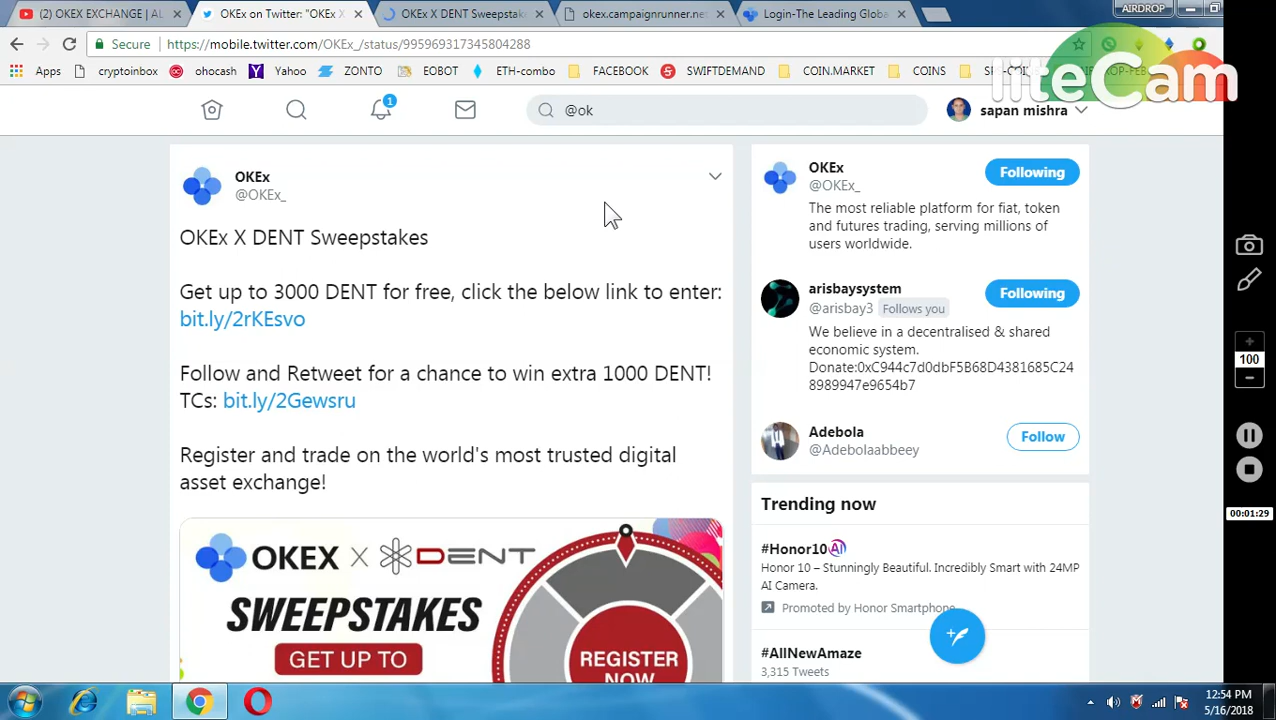 (2) OKEX EXCHANGE | AL
OKEx on Twitter: "OKEx X
OKEx X DENT Sweepstak
okex.campaignrunner.net
Login-The Leading Globa
AIRDROP
Secure
https://mobile.twitter.com/OKEx_/status/995969317345804288
Apps
cryptoinbox
ohocash
Yahoo
ZONTO
P-OBOT
ETH-combo
FACEBOOK
SWIFTDEMAND
COIN.MARKET
COINS
liteCam
1
@ok
sapan mishra
OKEx
@OKEx_
OKEx X DENT Sweepstakes
Get up to 3000 DENT for free, click the below link to enter:
bit.ly/2rKEsvo
Follow and Retweet for a chance to win extra 1000 DENT!
TCs: bit.ly/2Gewsru
Register and trade on the world's most trusted digital
asset exchange!
OKEX X DENT
SWEEPSTAKES
GET UP TO
REGISTER
NOW
OKEx
@OKEx_
Following
The most reliable platform for fiat, token
and futures trading, serving millions of
users worldwide.
arisbaysystem
@arisbay3 Follows you
Following
We believe in a decentralised & shared
economic system.
Donate:0xC944c7d0dbF5B68D4381685C24
8989947e9654b7
Adebola
@Adebolaabbeey
Follow
Trending now
#Honor10
Honor 10 – Stunningly Beautiful. Incredibly Smart with 24MP
AI Camera.
Promoted by Honor Smartphone
#AllNewAmaze
3,315 Tweets
100
00:01:29
12:54 PM
5/16/2018